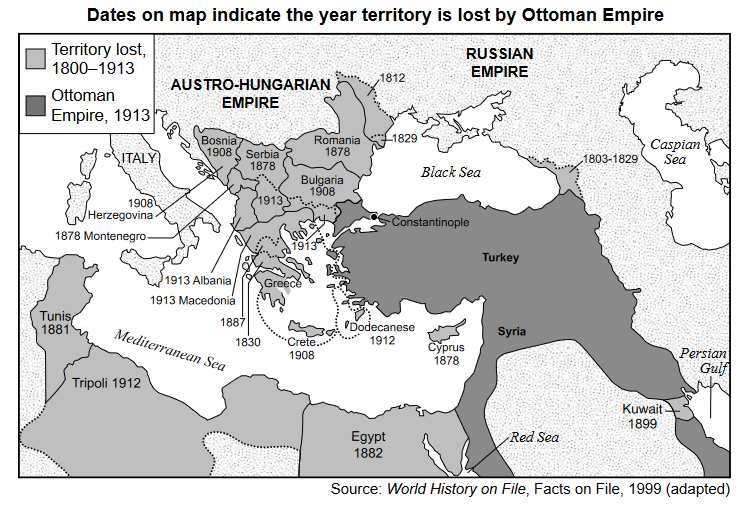 Dates on map indicate the year territory is lost by Ottoman Empire
Territory lost,
1800–1913
Ottoman
Empire, 1913
RUSSIAN
EMPIRE
AUSTRO-HUNGARIAN
EMPIRE
1812
1829
Caspian
Sea
1803-1829
ITALY
Bosnia
1908
Serbia
1878
Romania
1878
Black Sea
Bulgaria
1908
1908
Herzegovina
1913
1878 Montenegro
Constantinople
1913
Turkey
1913 Albania
1913 Macedonia
Greece
1887
1830
Tunis
1881
Mediterranean Sea
Crete
1908
Dodecanese
1912
Cyprus
1878
Syria
Persian
Gulf
Tripoli 1912
Kuwait
1899
Egypt
1882
Red Sea
Source: World History on File, Facts on File, 1999 (adapted)